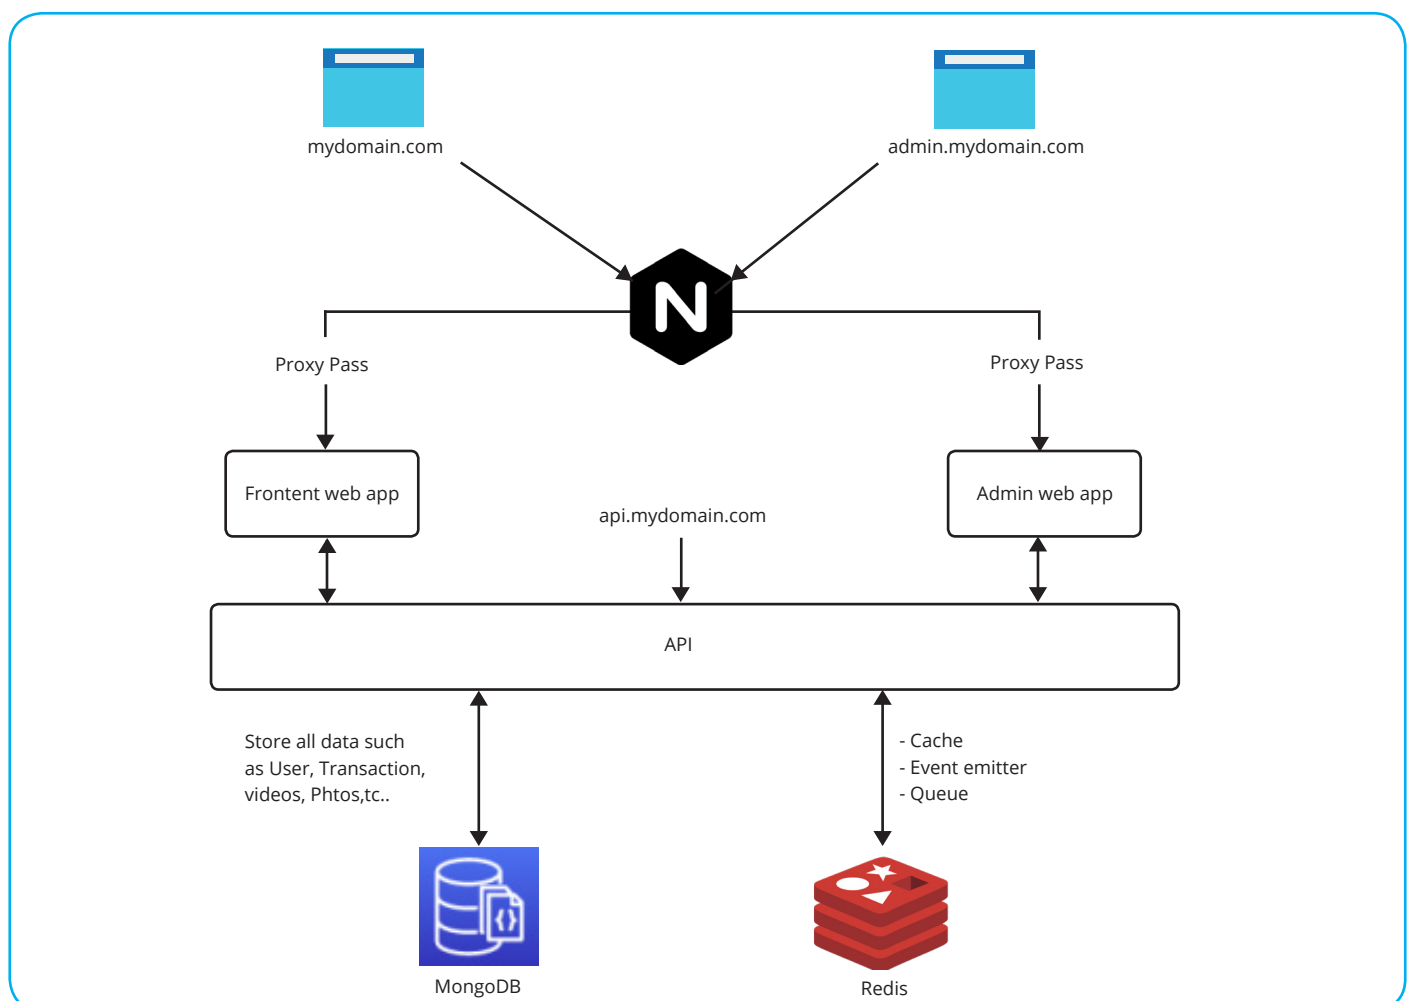 mydomain.com
admin.mydomain.com
N
Proxy Pass
Proxy Pass
Frontent web app
Admin web app
api.mydomain.com
API
Store all data such
as User, Transaction,
videos, Phtos,tc..
- Cache
- Event emitter
- Queue
{}
MongoDB
Redis